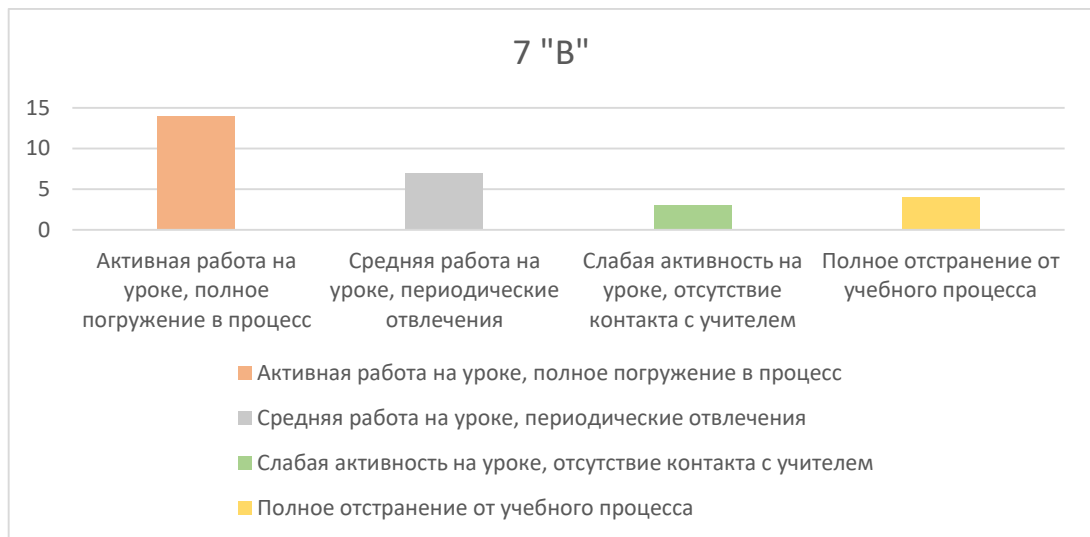 7 "В"
15
10
5
0
Активная работа на
уроке, полное
погружение в процесс
Средняя работа на
уроке, периодические
отвлечения
Слабая активность на
уроке, отсутствие
контакта с учителем
Полное отстранение от
учебного процесса
Активная работа на уроке, полное погружение в процесс
Средняя работа на уроке, периодические отвлечения
Слабая активность на уроке, отсутствие контакта с учителем
Полное отстранение от учебного процесса